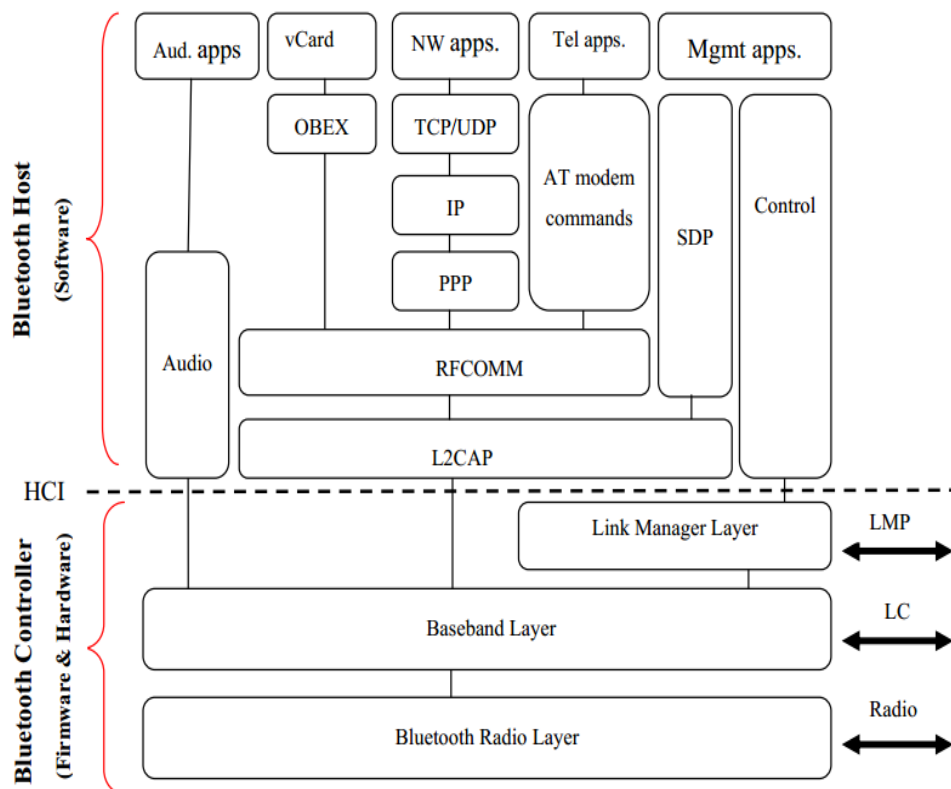 Aud. apps
vCard
NW apps.
Tel apps.
Mgmt apps.
OBEX
TCP/UDP
AT modem
commands
IP
PPP
SDP
Control
Audio
RFCOMM
L2CAP
Bluetooth Host
(Software)
HCI
Link Manager Layer
LMP
Baseband Layer
LC
Bluetooth Radio Layer
Radio
Bluetooth Controller
(Firmware & Hardware)